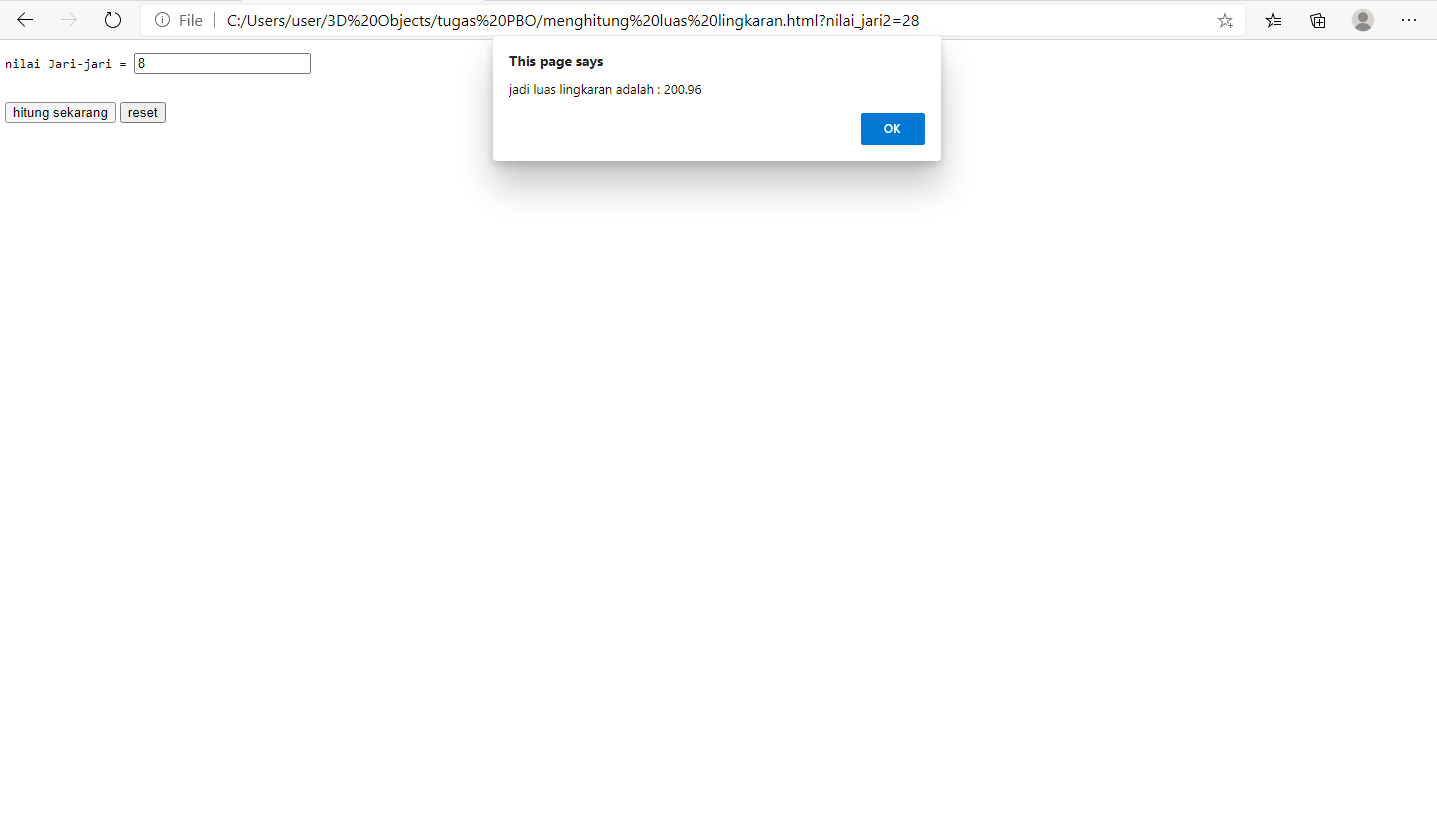 File C:/Users/user/3D%20Objects/tugas%20PBO/menghitung%20luas%20lingkaran.html?nilai_jari2=28
This page says
jadi luas lingkaran adalah : 200.96
OK
nilai Jari-jari = 8
hitung sekarang reset